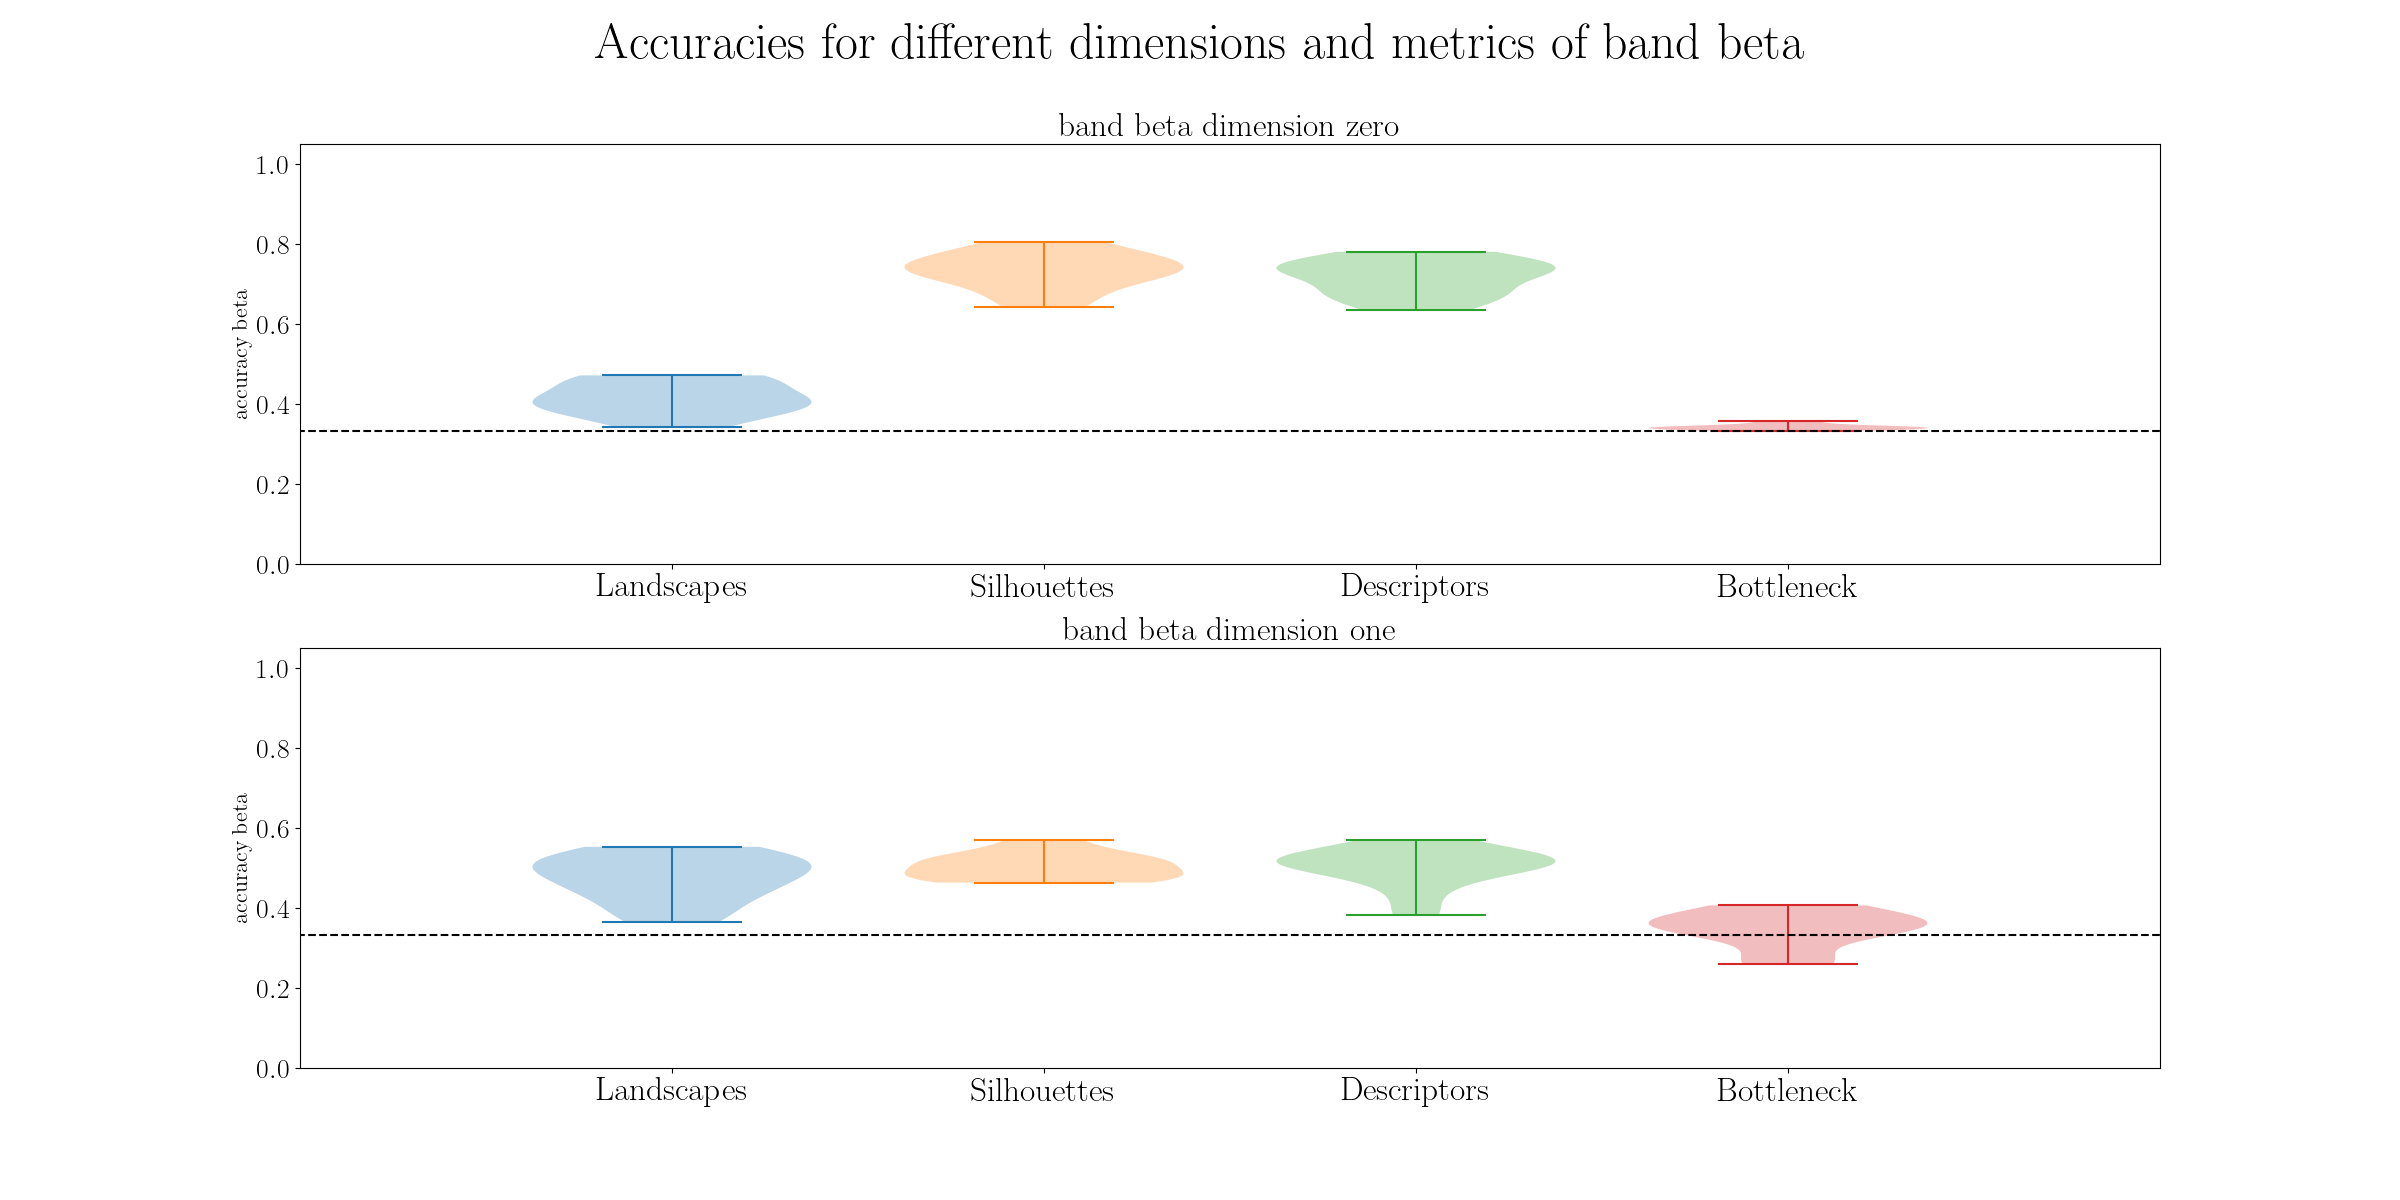 Accuracies for different dimensions and metrics of band beta
band beta dimension zero
accuracy beta
1.0
0.8
0.6
0.4
0.2
0.0
Landscapes Silhouettes Descriptors Bottleneck
band beta dimension one
accuracy beta
1.0
0.8
0.6
0.4
0.2
0.0
Landscapes Silhouettes Descriptors Bottleneck